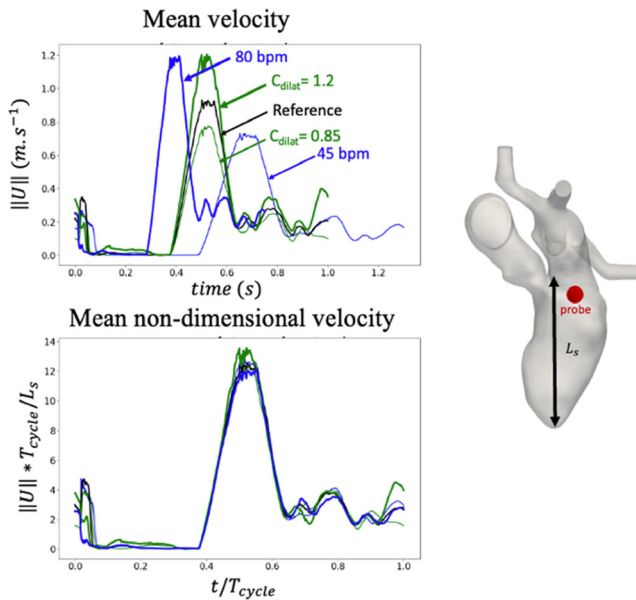 Mean velocity
1.2
1.0
0.8
0.6
0.4
0.2
0.0
||U|| (m.s⁻¹)
80 bpm
C_dilat= 1.2
Reference
C_dilat= 0.85
45 bpm
0.0 0.2 0.4 0.6 0.8 1.0 1.2
time (s)
Mean non-dimensional velocity
14
12
10
8
6
4
2
0
||U|| * T_cycle/L_s
0.0 0.2 0.4 0.6 0.8 1.0
t/T_cycle
probe
L_s